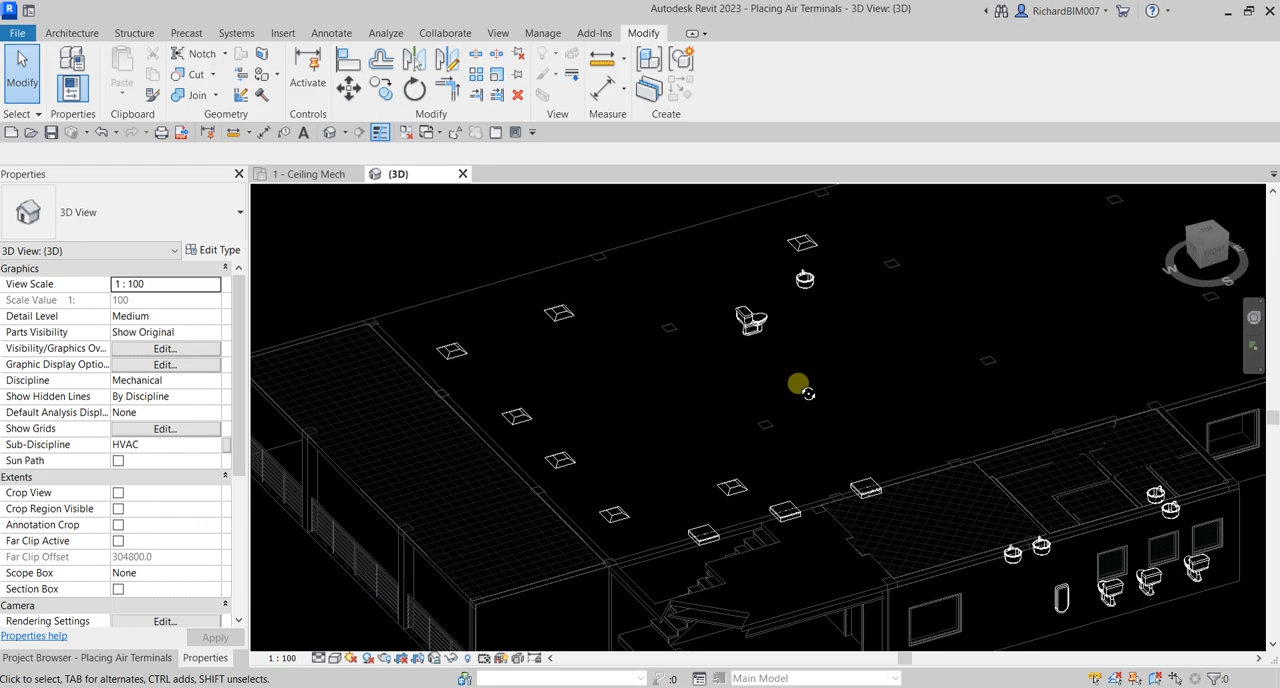 Autodesk Revit 2023 - Placing Air Terminals - 3D View: {3D}
RichardBIM007
File
Architecture
Structure
Precast
Systems
Insert
Annotate
Analyze
Collaborate
View
Manage
Add-Ins
Modify
Modify
Paste
Notch
Cut
Join
Activate
Select
Properties
Clipboard
Geometry
Controls
Modify
View
Measure
Create
Properties
1 - Ceiling Mech
{3D}
3D View
3D View: {3D}
Edit Type
Graphics
View Scale 1 : 100
Scale Value 1: 100
Detail Level Medium
Parts Visibility Show Original
Visibility/Graphics Ov... Edit...
Graphic Display Optio... Edit...
Discipline Mechanical
Show Hidden Lines By Discipline
Default Analysis Displ... None
Show Grids Edit...
Sub-Discipline HVAC
Sun Path
Extents
Crop View
Crop Region Visible
Annotation Crop
Far Clip Active
Far Clip Offset 304800.0
Scope Box None
Section Box
Camera
Rendering Settings Edit...
Properties help
Apply
Project Browser - Placing Air Terminals
Properties
1 : 100
Click to select, TAB for alternates, CTRL adds, SHIFT unselects.
:0
Main Model
:0
FRONT
W
S